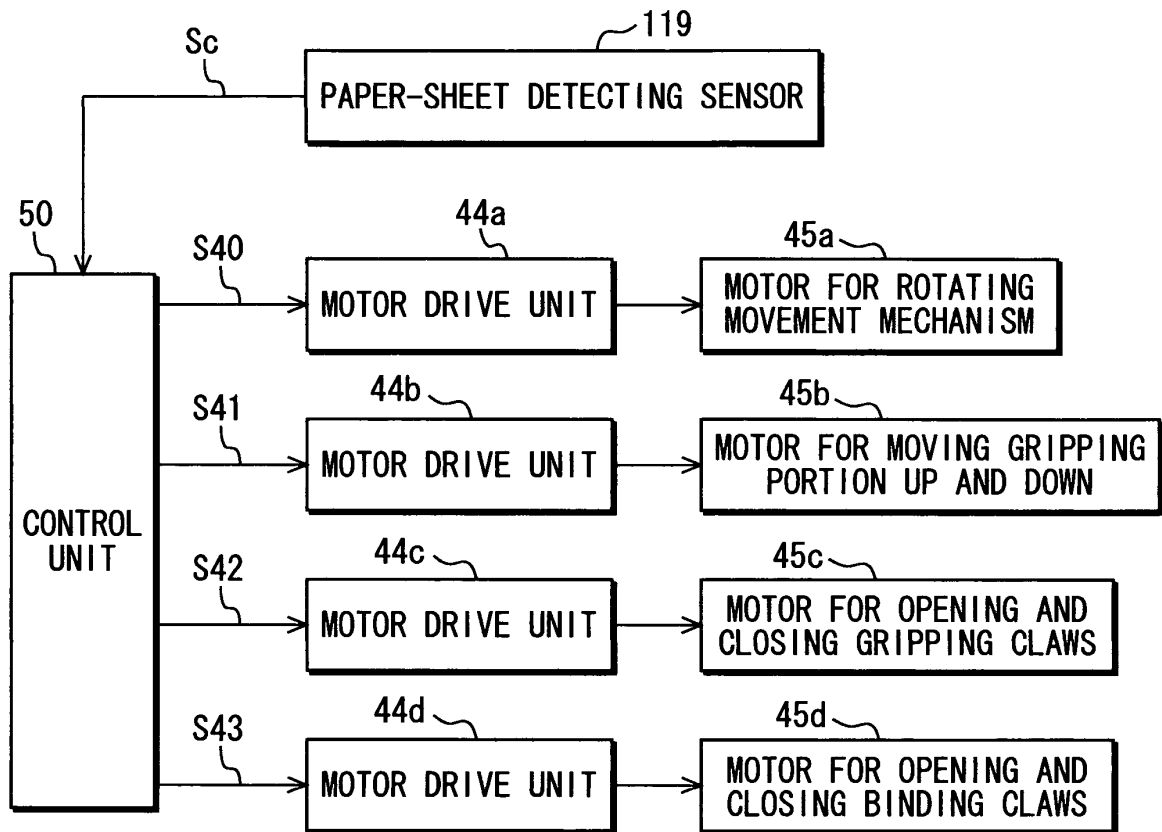 119
Sc
PAPER-SHEET DETECTING SENSOR
50
CONTROL
UNIT
S40
44a
MOTOR DRIVE UNIT
45a
MOTOR FOR ROTATING
MOVEMENT MECHANISM
S41
44b
MOTOR DRIVE UNIT
45b
MOTOR FOR MOVING GRIPPING
PORTION UP AND DOWN
S42
44c
MOTOR DRIVE UNIT
45c
MOTOR FOR OPENING AND
CLOSING GRIPPING CLAWS
S43
44d
MOTOR DRIVE UNIT
45d
MOTOR FOR OPENING AND
CLOSING BINDING CLAWS